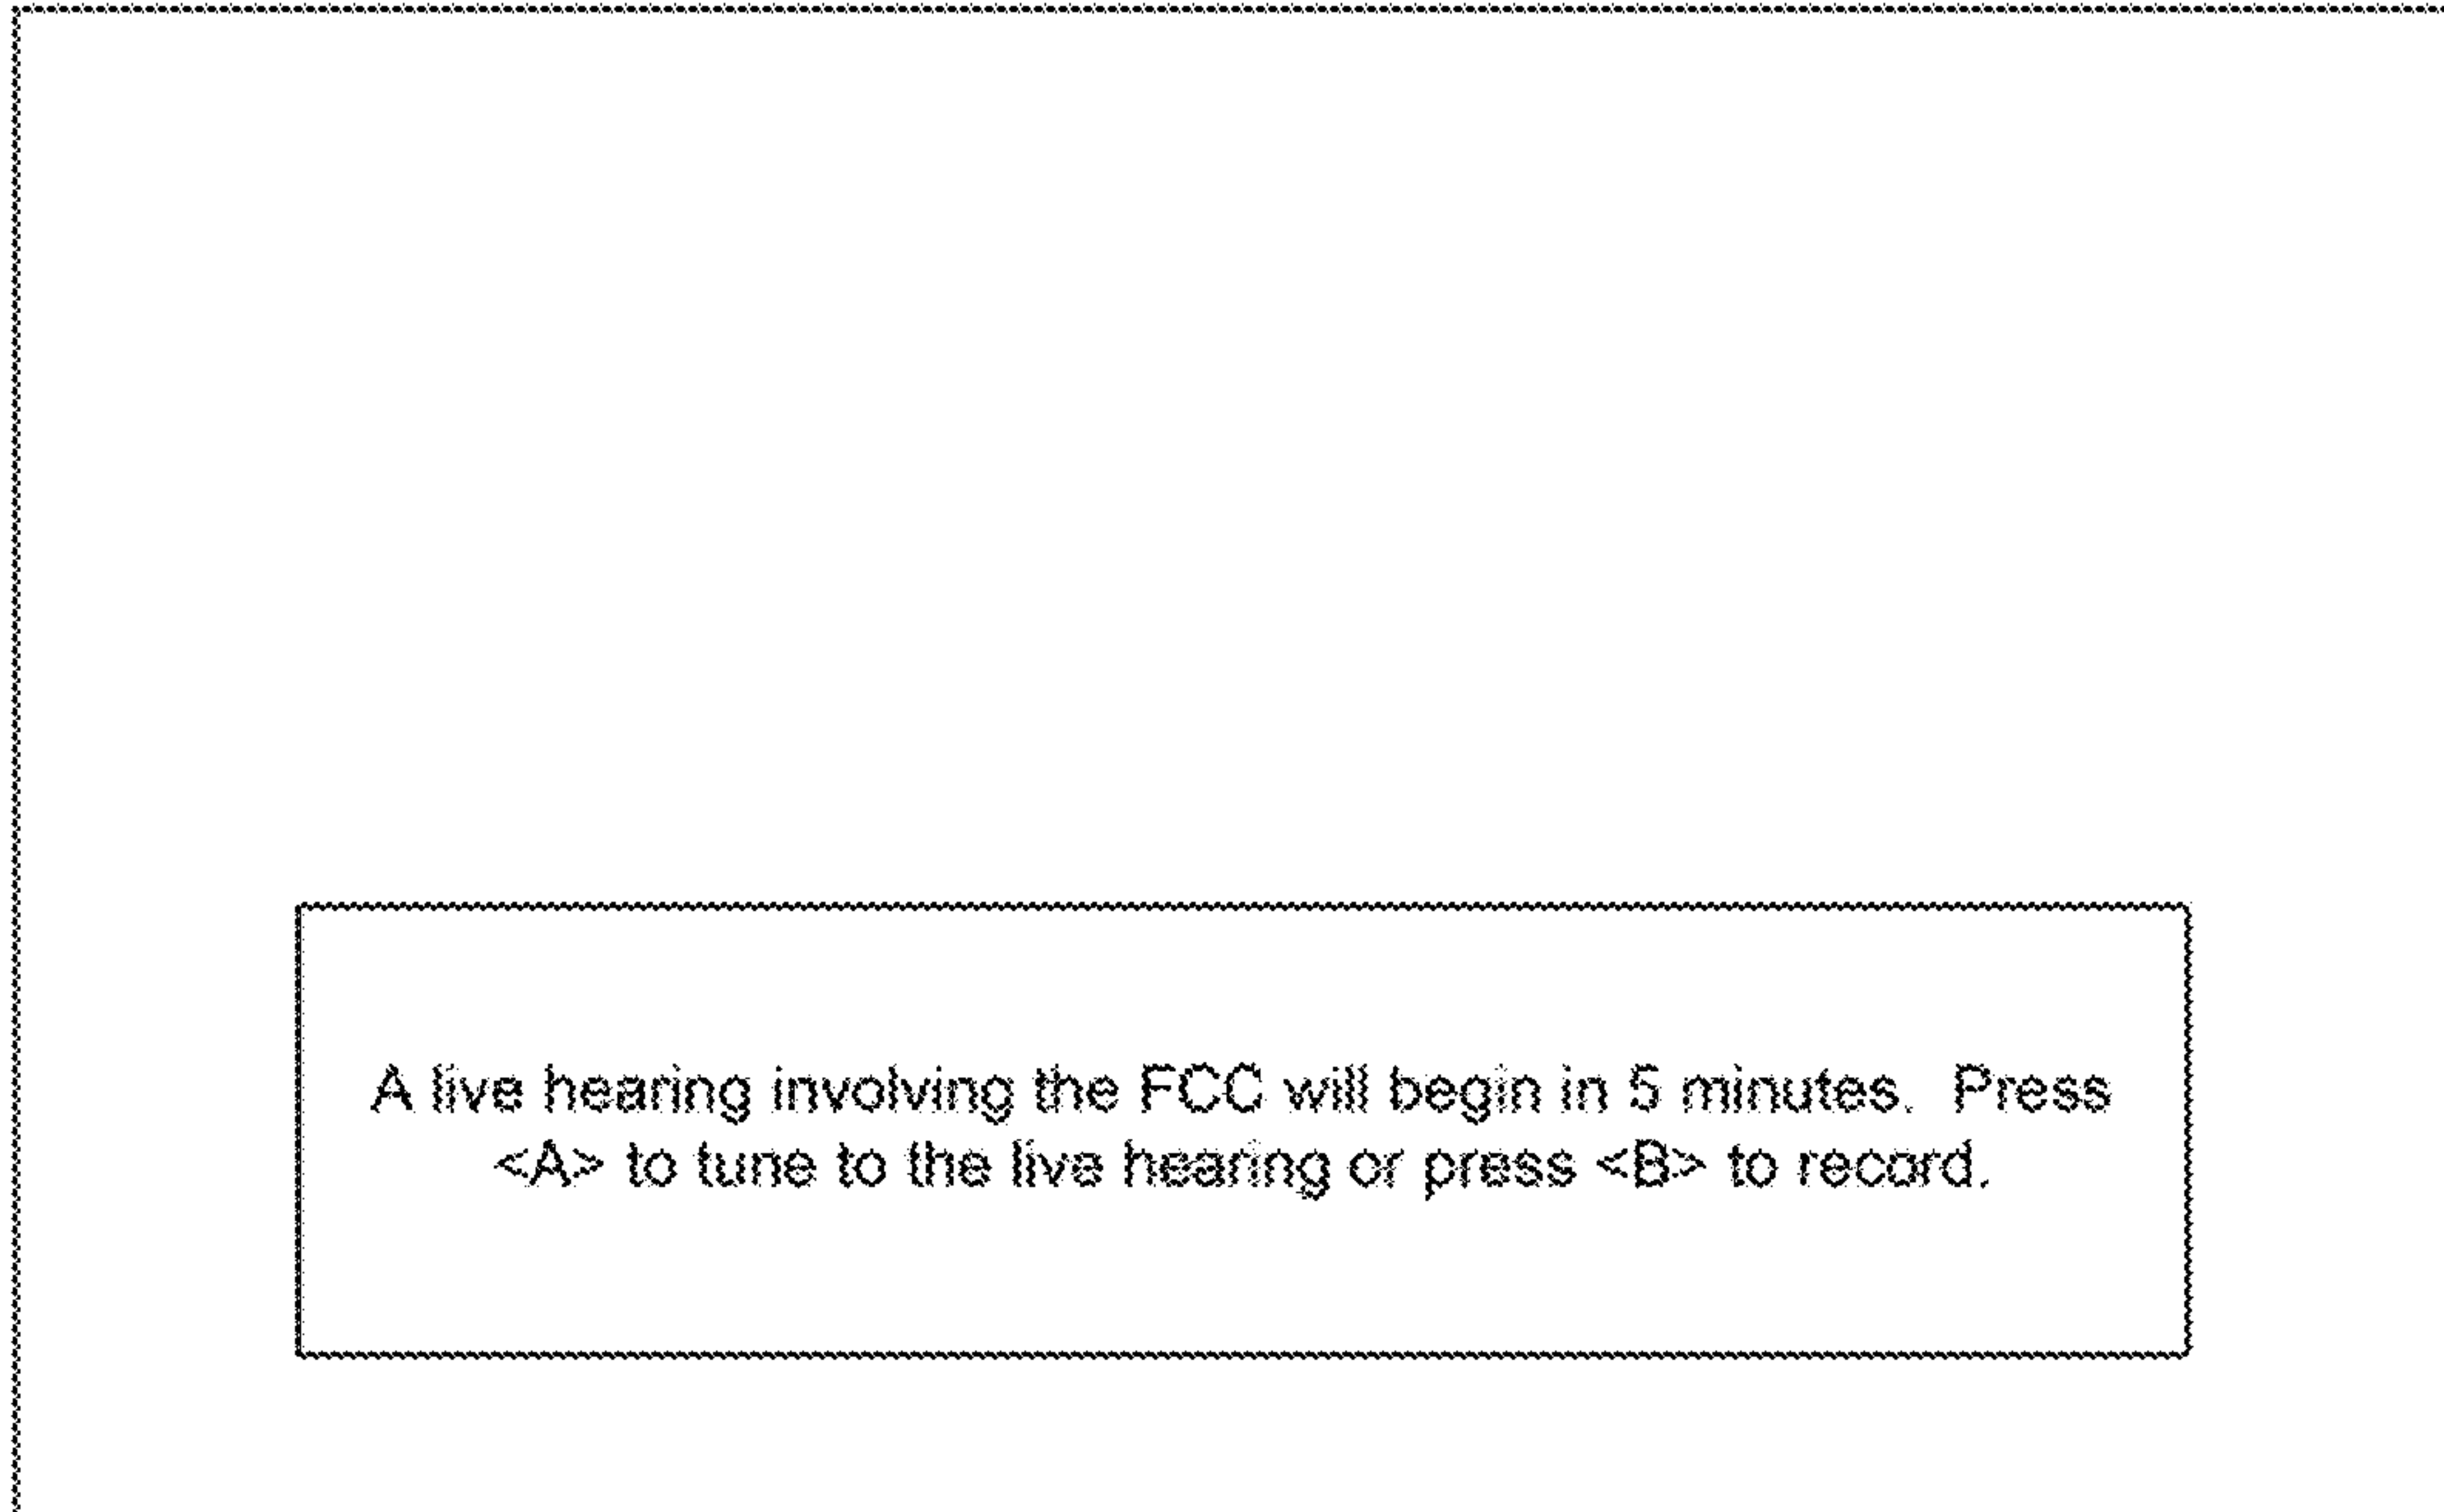 A live hearing involving the FCC will begin in 5 minutes.  Press
<A> to tune to the live hearing or press <B> to record.